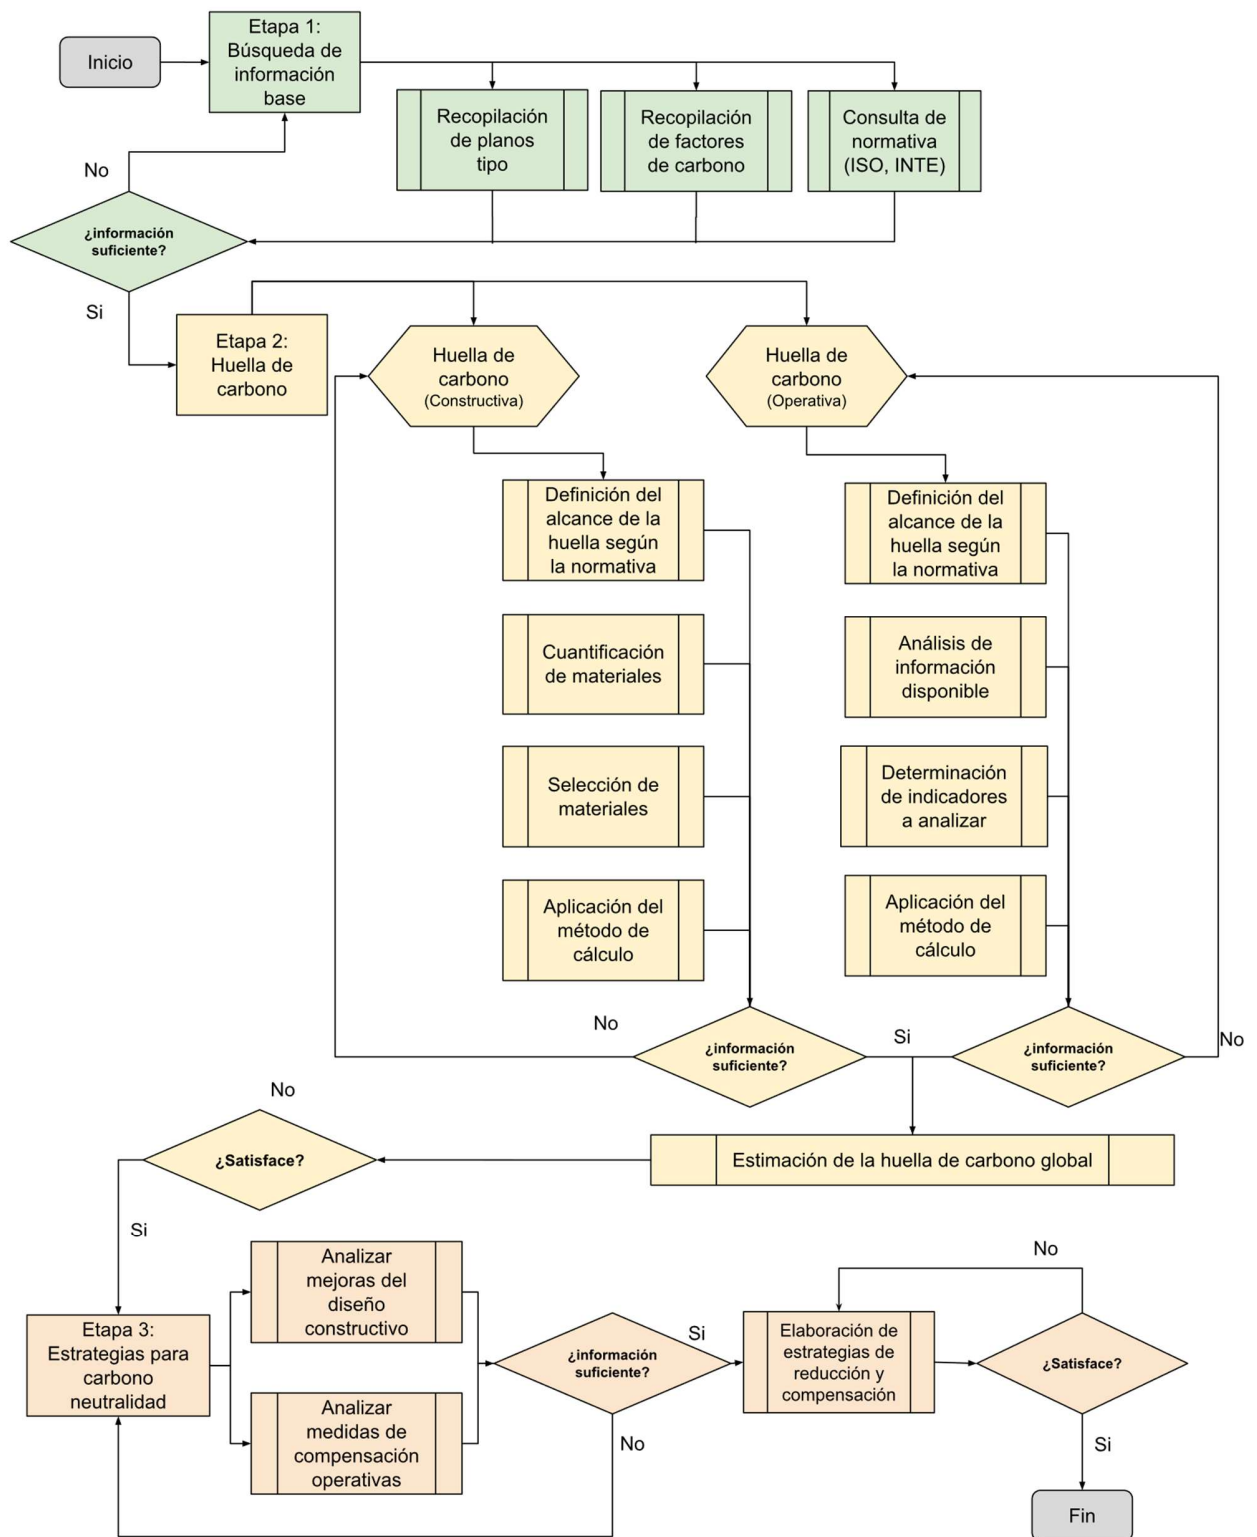 Inicio
Etapa 1:
Búsqueda de
información
base
Recopilación
de planos
tipo
Recopilación
de factores
de carbono
Consulta de
normativa
(ISO, INTE)
No
¿información
suficiente?
Si
Etapa 2:
Huella de
carbono
Huella de
carbono
(Constructiva)
Huella de
carbono
(Operativa)
Definición del
alcance de la
huella según
la normativa
Definición del
alcance de la
huella según
la normativa
Cuantificación
de materiales
Análisis de
información
disponible
Selección de
materiales
Determinación
de indicadores
a analizar
Aplicación del
método de
cálculo
Aplicación del
método de
cálculo
No
¿información
suficiente?
Si
¿información
suficiente?
No
No
¿Satisface?
Estimación de la huella de carbono global
Si
Etapa 3:
Estrategias para
carbono
neutralidad
Analizar
mejoras del
diseño
constructivo
Analizar
medidas de
compensación
operativas
¿información
suficiente?
Si
No
Elaboración de
estrategias de
reducción y
compensación
No
¿Satisface?
Si
Fin